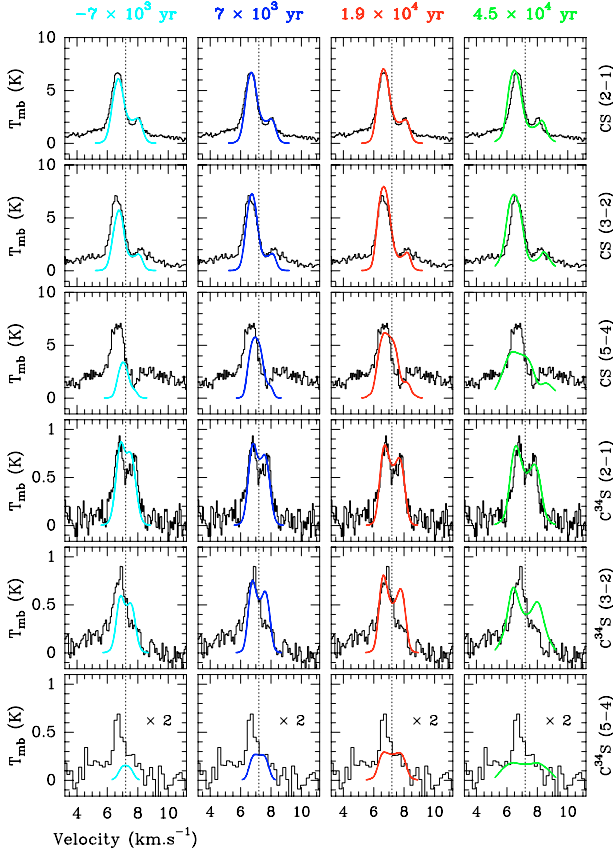 −7 × 10³ yr 7 × 10³ yr 1.9 × 10⁴ yr 4.5 × 10⁴ yr
10
5
0
T_mb (K)
CS (2−1)
10
5
0
T_mb (K)
CS (3−2)
10
5
0
T_mb (K)
CS (5−4)
1
0.5
0
T_mb (K)
C³⁴S (2−1)
1
0.5
0
T_mb (K)
C³⁴S (3−2)
1
0.5
0
T_mb (K)
× 2 × 2 × 2 × 2
C³⁴S (5−4)
4 6 8 10 4 6 8 10 4 6 8 10 4 6 8 10
Velocity (km.s⁻¹)